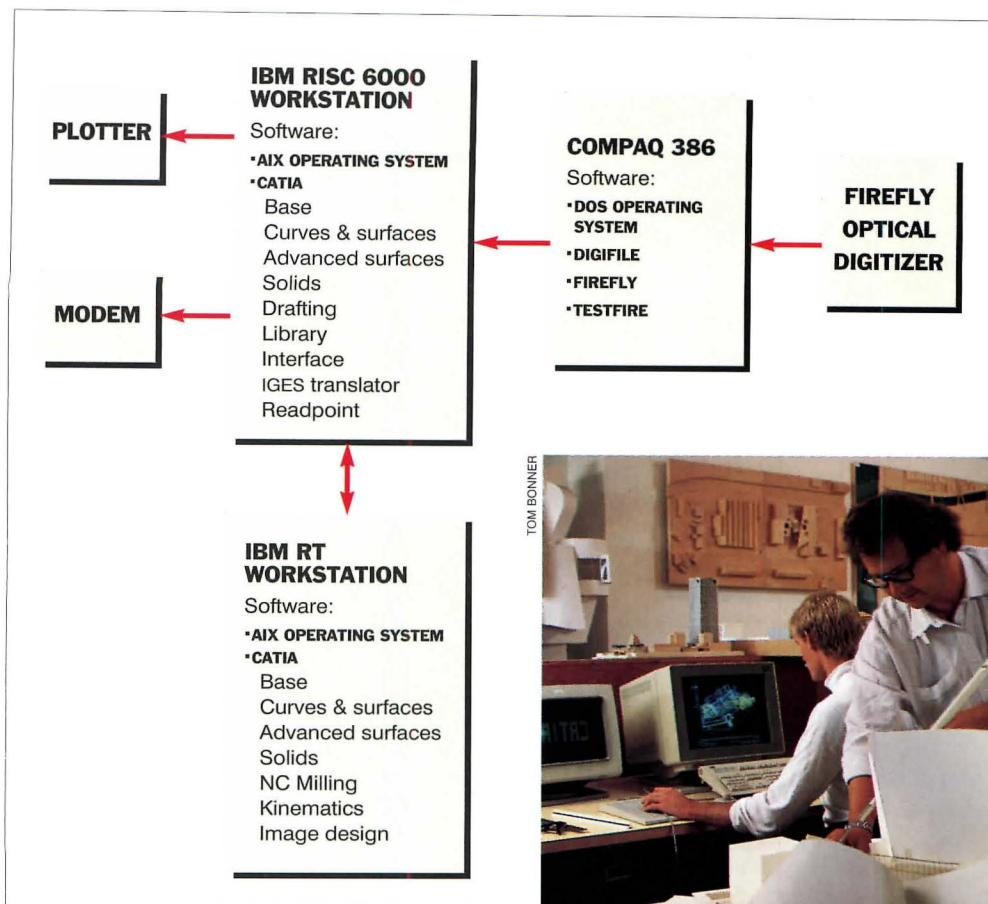 PLOTTER
MODEM
IBM RISC 6000
WORKSTATION
Software:
▪AIX OPERATING SYSTEM
▪CATIA
Base
Curves & surfaces
Advanced surfaces
Solids
Drafting
Library
Interface
IGES translator
Readpoint
COMPAQ 386
Software:
▪DOS OPERATING
SYSTEM
▪DIGIFILE
▪FIREFLY
▪TESTFIRE
FIREFLY
OPTICAL
DIGITIZER
IBM RT
WORKSTATION
Software:
▪AIX OPERATING SYSTEM
▪CATIA
Base
Curves & surfaces
Advanced surfaces
Solids
NC Milling
Kinematics
Image design
TOM BONNER
CATIA